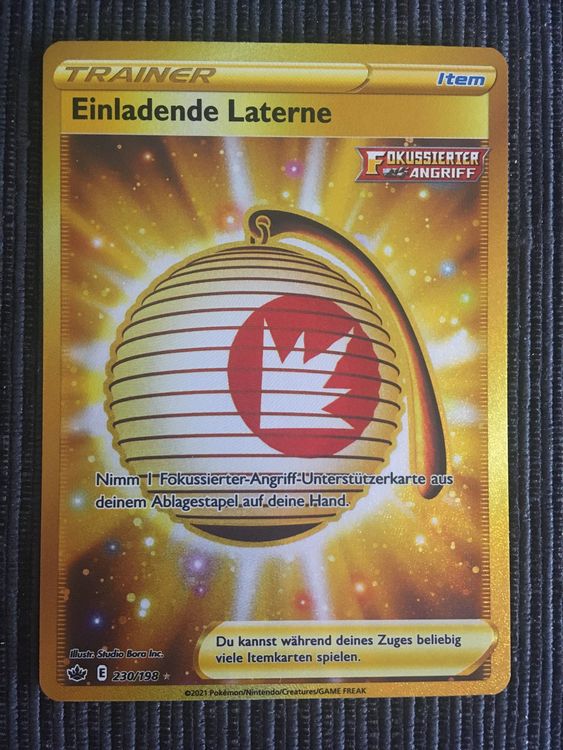 TRAINER
Item
Einladende Laterne
FOKUSSIERTER
ANGRIFF
Nimm 1 Fokussierter-Angriff-Unterstützerkarte aus
deinem Ablagestapel auf deine Hand.
Du kannst während deines Zuges beliebig
viele Itemkarten spielen.
Illustr. Studio Bora Inc.
E 230/198
©2021 Pokémon/Nintendo/Creatures/GAME FREAK